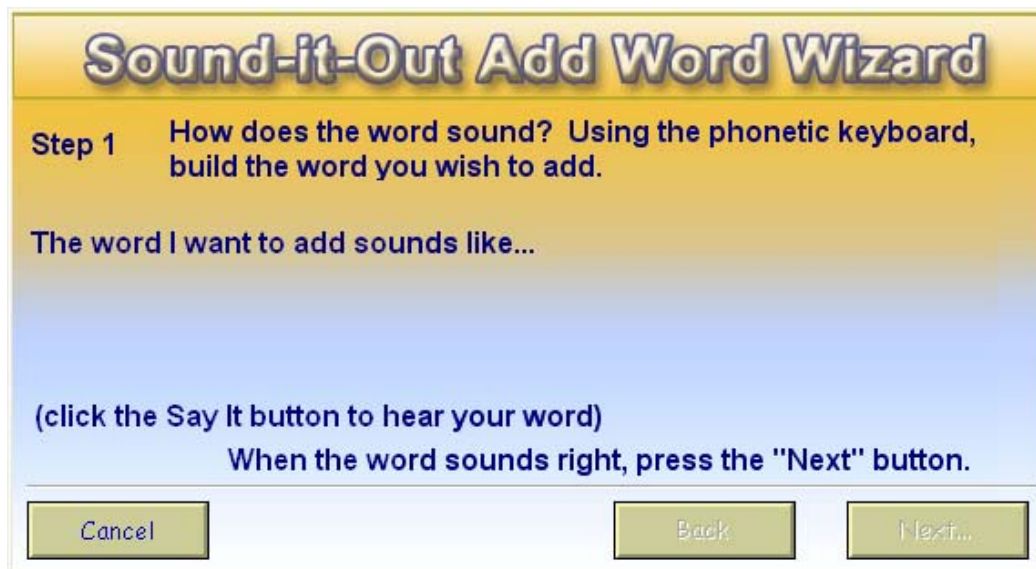 Sound-it-Out Add Word Wizard
Step 1 How does the word sound? Using the phonetic keyboard,
build the word you wish to add.
The word I want to add sounds like...
(click the Say It button to hear your word)
When the word sounds right, press the "Next" button.
Cancel Back Next...